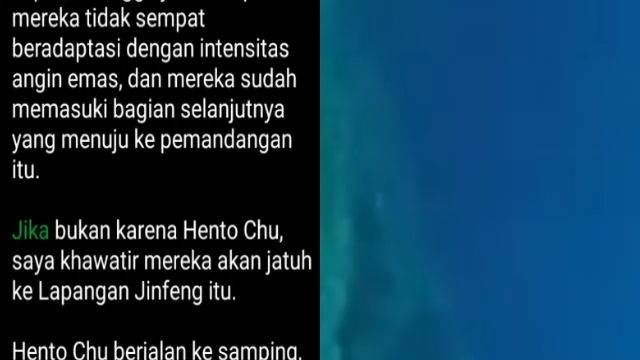 mereka tidak sempat
beradaptasi dengan intensitas
angin emas, dan mereka sudah
memasuki bagian selanjutnya
yang menuju ke pemandangan
itu.
Jika bukan karena Hento Chu,
saya khawatir mereka akan jatuh
ke Lapangan Jinfeng itu.
Hento Chu berjalan ke samping,